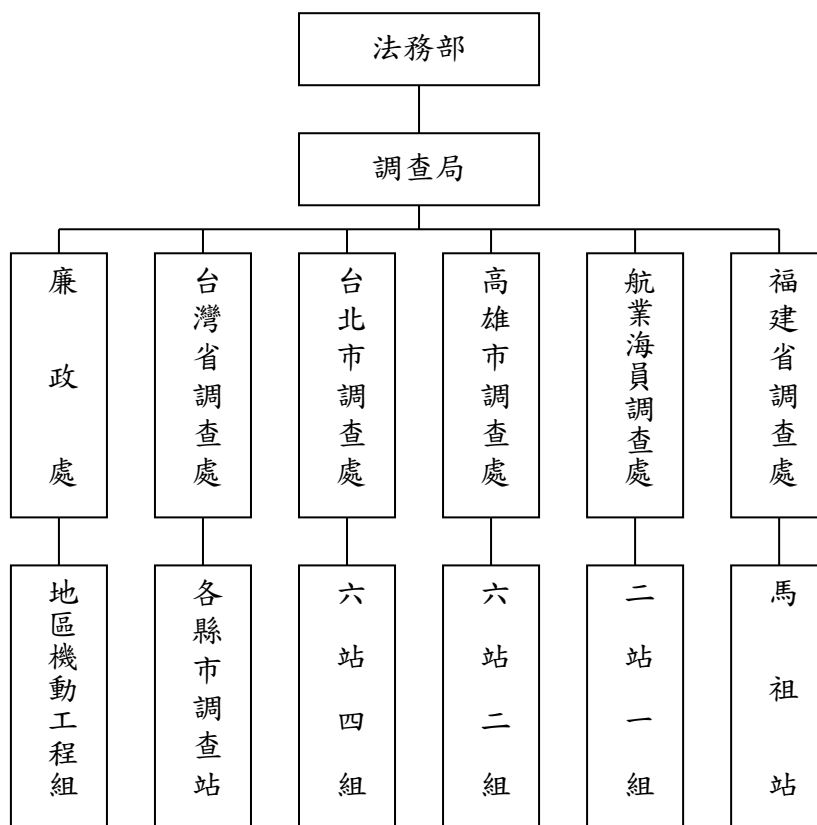 法務部
調查局
廉政處
台灣省調查處
台北市調查處
高雄市調查處
航業海員調查處
福建省調查處
地區機動工程組
各縣市調查站
六站四組
六站二組
二站一組
馬祖站